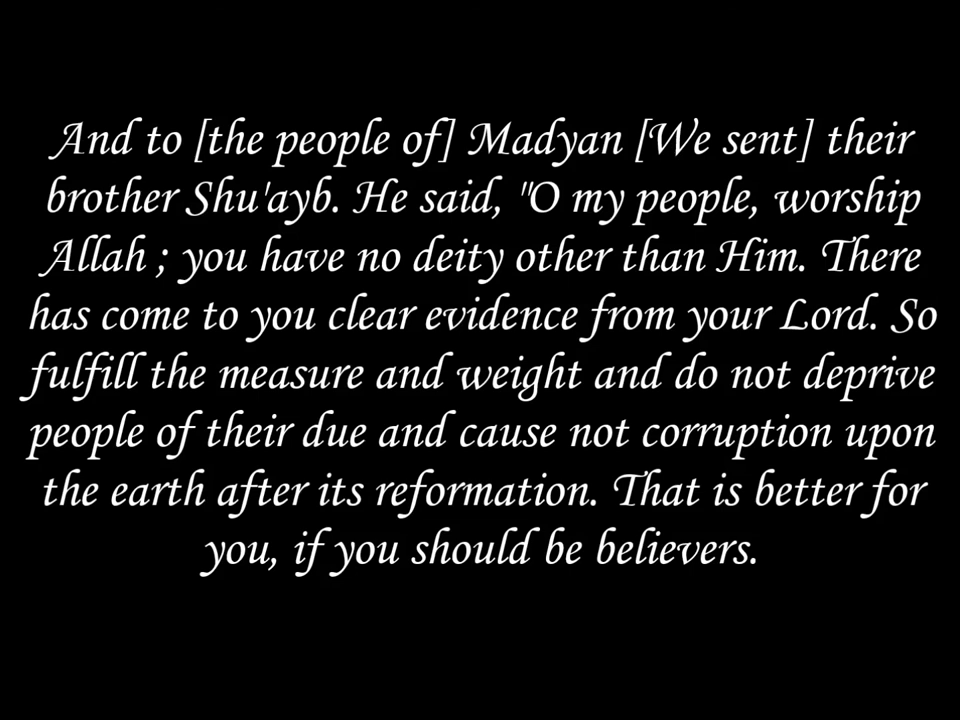 And to [the people of] Madyan [We sent] their
brother Shu'ayb. He said, "O my people, worship
Allah ; you have no deity other than Him. There
has come to you clear evidence from your Lord. So
fulfill the measure and weight and do not deprive
people of their due and cause not corruption upon
the earth after its reformation. That is better for
you, if you should be believers.